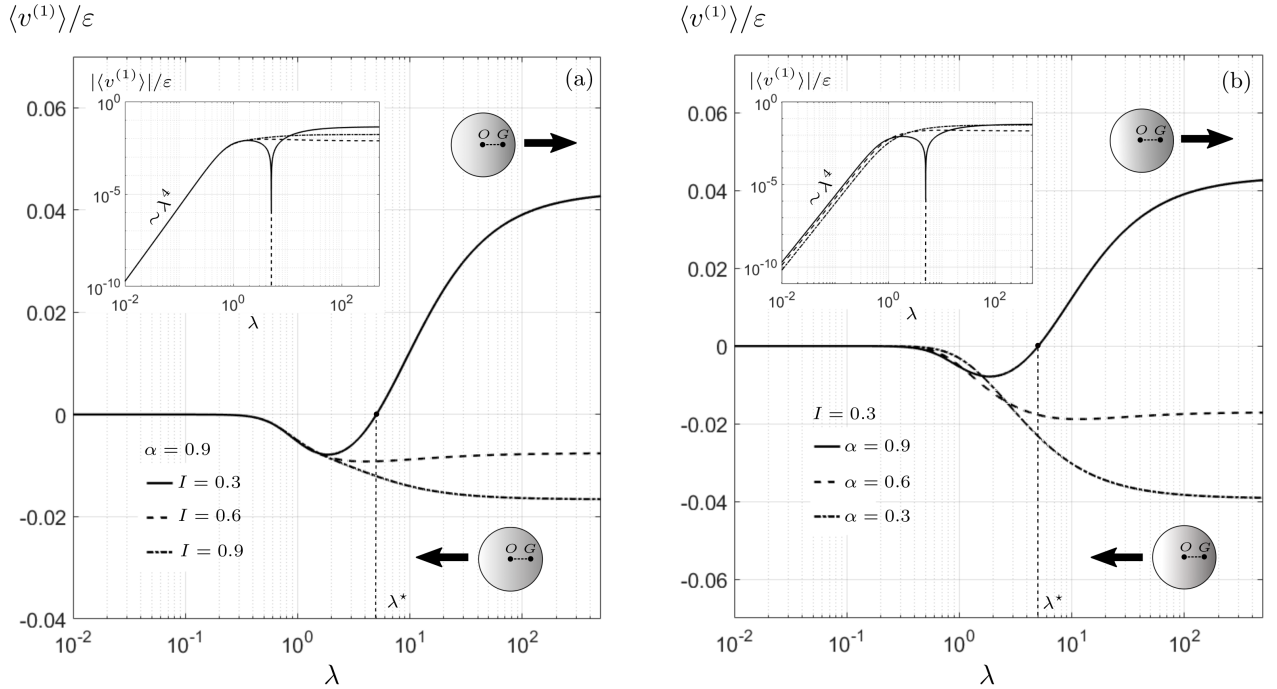 ⟨v⁽¹⁾⟩/ε
(a)
0.06
0.04
0.02
0
-0.02
-0.04
10⁻²
10⁻¹
10⁰
10¹
10²
λ
|⟨v⁽¹⁾⟩|/ε
10⁰
10⁻⁵
10⁻¹⁰
10⁻²
10⁰
10²
λ
~ λ⁴
O G
α = 0.9
I = 0.3
I = 0.6
I = 0.9
O G
λ⋆
⟨v⁽¹⁾⟩/ε
(b)
0.06
0.04
0.02
0
-0.02
-0.04
-0.06
10⁻²
10⁻¹
10⁰
10¹
10²
λ
|⟨v⁽¹⁾⟩|/ε
10⁰
10⁻⁵
10⁻¹⁰
10⁻²
10⁰
10²
λ
~ λ⁴
O G
I = 0.3
α = 0.9
α = 0.6
α = 0.3
O G
λ⋆